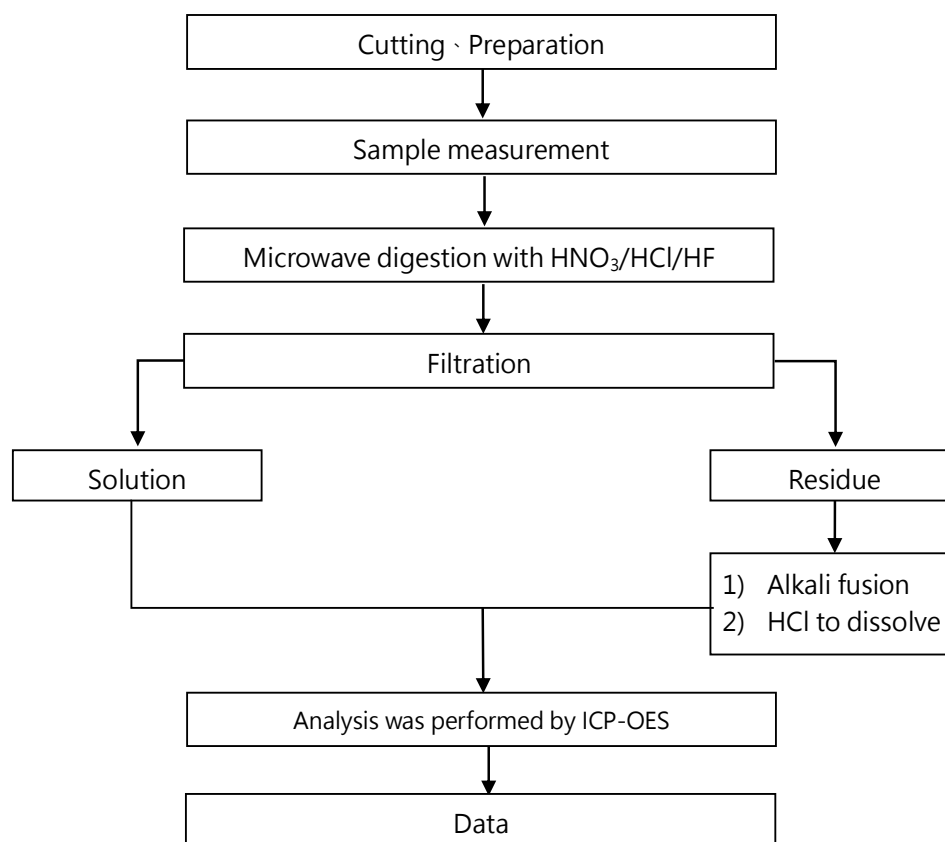 Cutting、Preparation
Sample measurement
Microwave digestion with HNO₃/HCl/HF
Filtration
Solution
Residue
1) Alkali fusion
2) HCl to dissolve
Analysis was performed by ICP-OES
Data